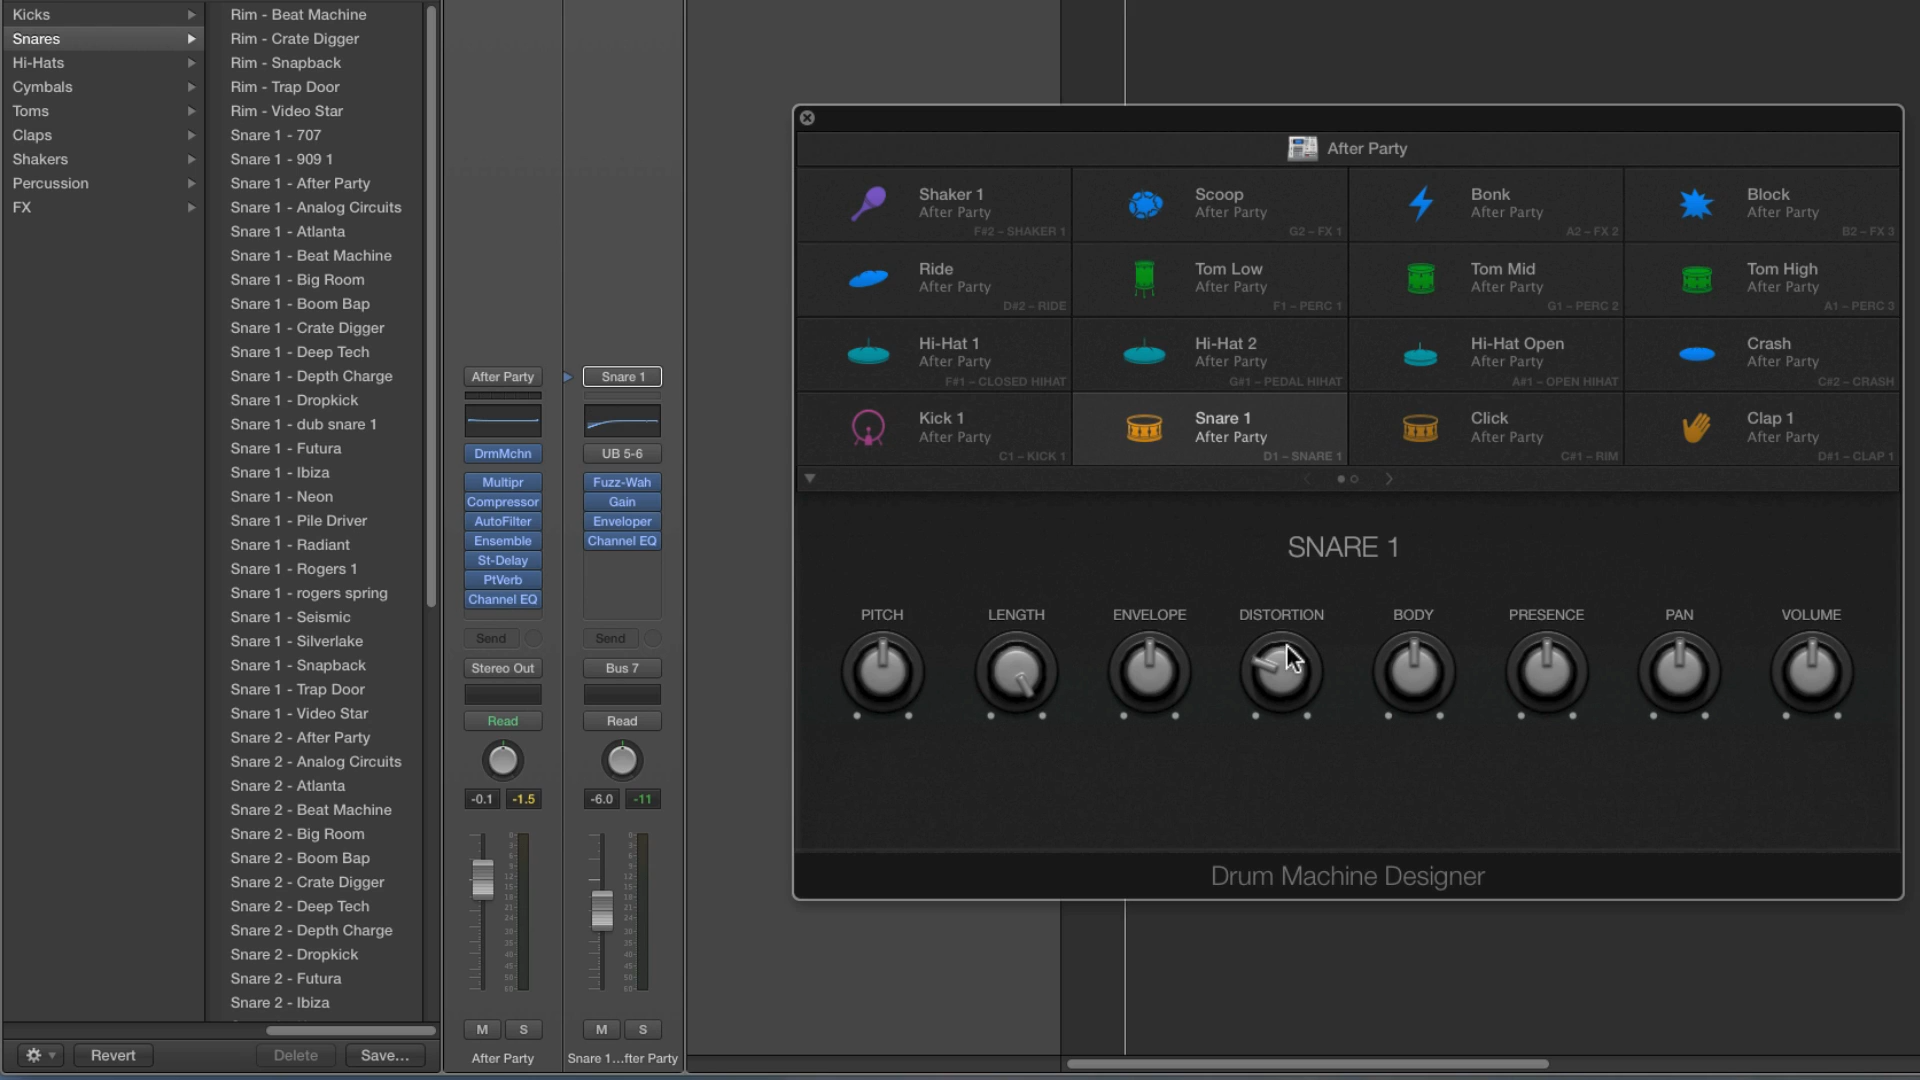 Kicks
Snares
Hi-Hats
Cymbals
Toms
Claps
Shakers
Percussion
FX
Rim - Beat Machine
Rim - Crate Digger
Rim - Snapback
Rim - Trap Door
Rim - Video Star
Snare 1 - 707
Snare 1 - 909 1
Snare 1 - After Party
Snare 1 - Analog Circuits
Snare 1 - Atlanta
Snare 1 - Beat Machine
Snare 1 - Big Room
Snare 1 - Boom Bap
Snare 1 - Crate Digger
Snare 1 - Deep Tech
Snare 1 - Depth Charge
Snare 1 - Dropkick
Snare 1 - dub snare 1
Snare 1 - Futura
Snare 1 - Ibiza
Snare 1 - Neon
Snare 1 - Pile Driver
Snare 1 - Radiant
Snare 1 - Rogers 1
Snare 1 - rogers spring
Snare 1 - Seismic
Snare 1 - Silverlake
Snare 1 - Snapback
Snare 1 - Trap Door
Snare 1 - Video Star
Snare 2 - After Party
Snare 2 - Analog Circuits
Snare 2 - Atlanta
Snare 2 - Beat Machine
Snare 2 - Big Room
Snare 2 - Boom Bap
Snare 2 - Crate Digger
Snare 2 - Deep Tech
Snare 2 - Depth Charge
Snare 2 - Dropkick
Snare 2 - Futura
Snare 2 - Ibiza
Revert
Delete
Save...
After Party
DrmMchn
Multipr
Compressor
AutoFilter
Ensemble
St-Delay
PtVerb
Channel EQ
Send
Stereo Out
Read
-0.1 -1.5
M S
After Party
Snare 1
UB 5-6
Fuzz-Wah
Gain
Enveloper
Channel EQ
Send
Bus 7
Read
-6.0 -11
M S
Snare 1...fter Party
After Party
Shaker 1
After Party
F#2 – SHAKER 1
Scoop
After Party
G2 – FX 1
Bonk
After Party
A2 – FX 2
Block
After Party
B2 – FX 3
Ride
After Party
D#2 – RIDE
Tom Low
After Party
F1 – PERC 1
Tom Mid
After Party
G1 – PERC 2
Tom High
After Party
A1 – PERC 3
Hi-Hat 1
After Party
F#1 – CLOSED HIHAT
Hi-Hat 2
After Party
G#1 – PEDAL HIHAT
Hi-Hat Open
After Party
A#1 – OPEN HIHAT
Crash
After Party
C#2 – CRASH
Kick 1
After Party
C1 – KICK 1
Snare 1
After Party
D1 – SNARE 1
Click
After Party
C#1 – RIM
Clap 1
After Party
D#1 – CLAP 1
SNARE 1
PITCH LENGTH ENVELOPE DISTORTION BODY PRESENCE PAN VOLUME
Drum Machine Designer